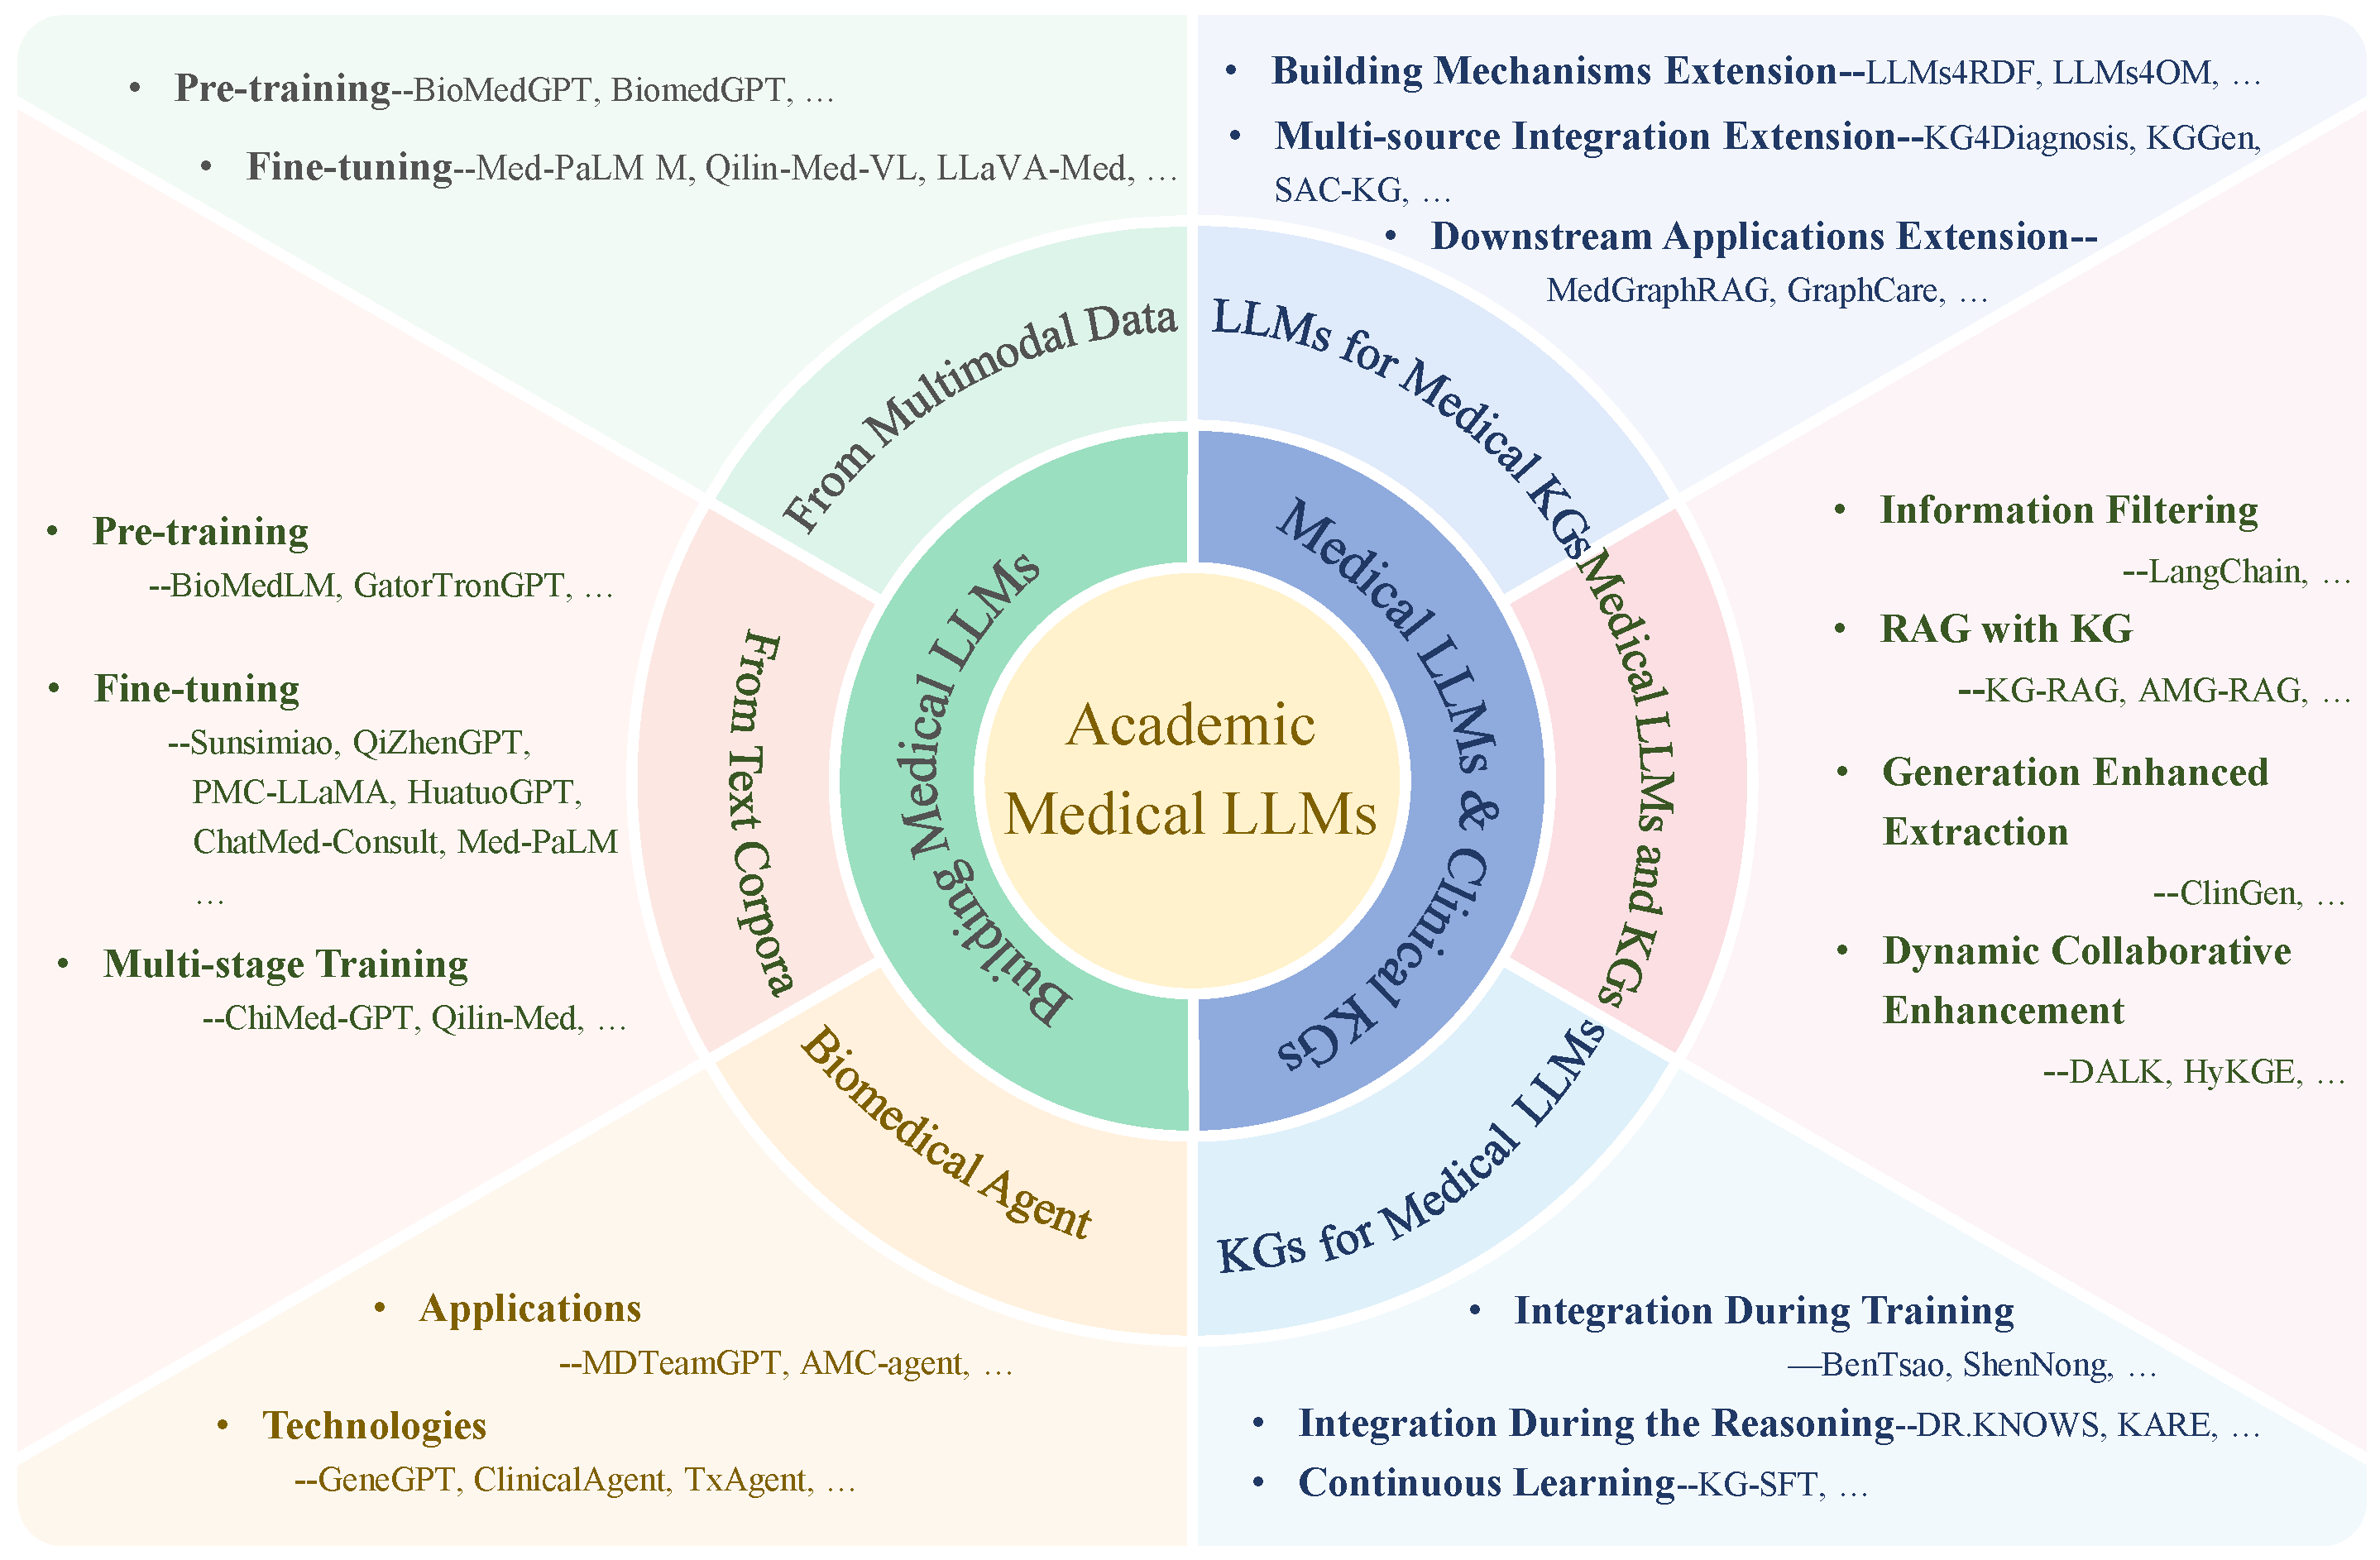 • Pre-training--BioMedGPT, BiomedGPT, …
• Fine-tuning--Med-PaLM M, Qilin-Med-VL, LLaVA-Med, …
• Building Mechanisms Extension--LLMs4RDF, LLMs4OM, …
• Multi-source Integration Extension--KG4Diagnosis, KGGen,
SAC-KG, …
• Downstream Applications Extension--
MedGraphRAG, GraphCare, …
From Multimodal Data
LLMs for Medical KGs
• Pre-training
--BioMedLM, GatorTronGPT, …
• Fine-tuning
--Sunsimiao, QiZhenGPT,
PMC-LLaMA, HuatuoGPT,
ChatMed-Consult, Med-PaLM
…
• Multi-stage Training
--ChiMed-GPT, Qilin-Med, …
From Text Corpora
Building Medical LLMs
Academic
Medical LLMs
Medical LLMs & Clinical KGs
Medical LLMs and KGs
• Information Filtering
--LangChain, …
• RAG with KG
--KG-RAG, AMG-RAG, …
• Generation Enhanced
Extraction
--ClinGen, …
• Dynamic Collaborative
Enhancement
--DALK, HyKGE, …
Biomedical Agent
KGs for Medical LLMs
• Applications
--MDTeamGPT, AMC-agent, …
• Technologies
--GeneGPT, ClinicalAgent, TxAgent, …
• Integration During Training
—BenTsao, ShenNong, …
• Integration During the Reasoning--DR.KNOWS, KARE, …
• Continuous Learning--KG-SFT, …